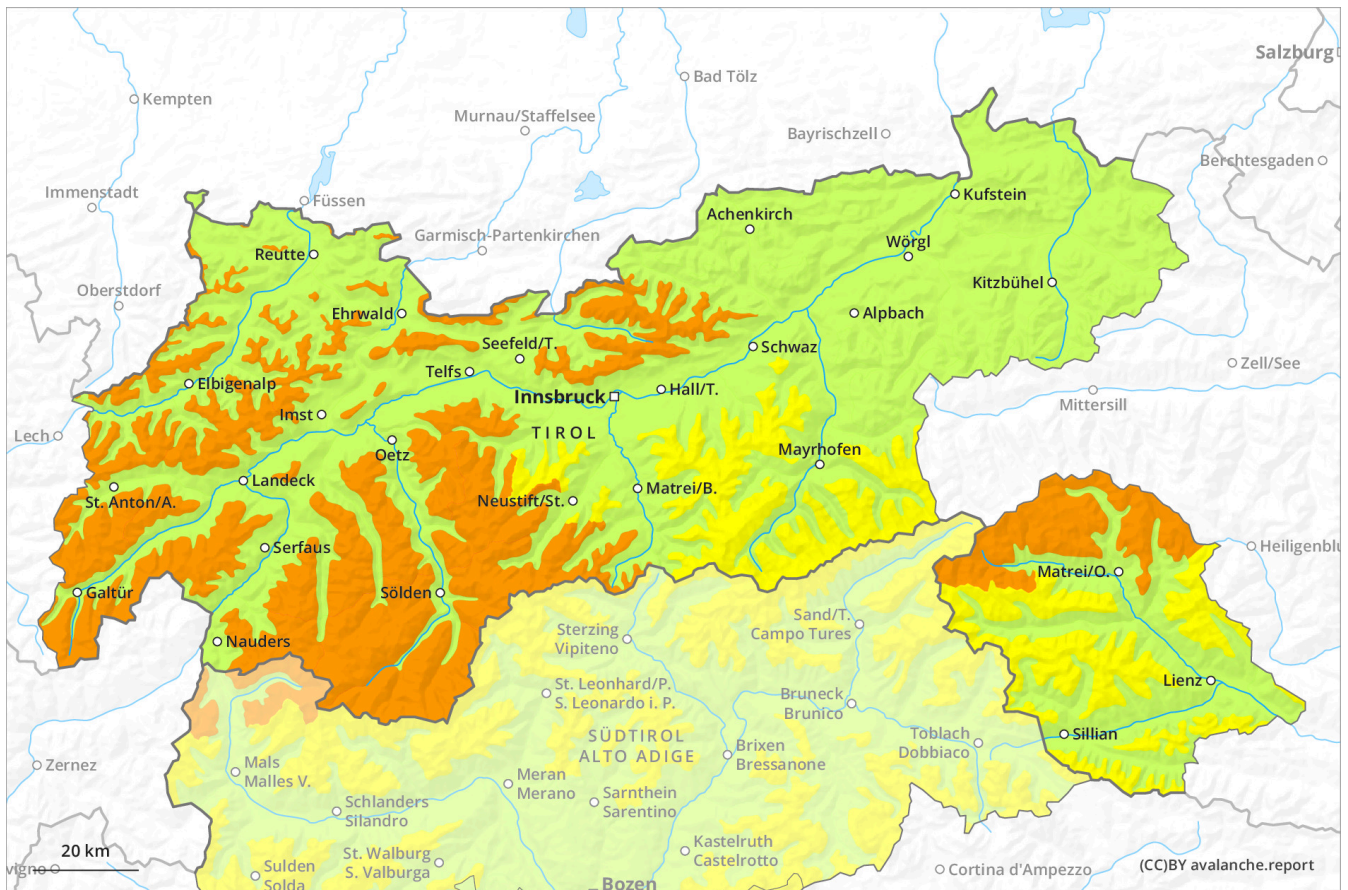 Salzburg
Bad Tölz
Kempten
Murnau/Staffelsee
Bayrischzell
Berchtesgaden
Immenstadt
Füssen
Kufstein
Achenkirch
Garmisch-Partenkirchen
Wörgl
Reutte
Kitzbühel
Oberstdorf
Ehrwald
Alpbach
Seefeld/T.
Schwaz
Zell/See
Telfs
Elbigenalp
Hall/T.
Mittersill
Innsbruck
Imst
Lech
TIROL
Oetz
Mayrhofen
Landeck
Matrei/B.
St. Anton/A.
Neustift/St.
Serfaus
Heiligenblu
Matrei/O.
Galtür
Sölden
Sand/T.
Campo Tures
Sterzing
Vipiteno
Nauders
Lienz
St. Leonhard/P.
S. Leonardo i. P.
Bruneck
Brunico
SÜDTIROL
ALTO ADIGE
Sillian
Toblach
Dobbiaco
Brixen
Bressanone
Zernez
Mals
Malles V.
Meran
Merano
Sarnthein
Sarentino
Schlanders
Silandro
20 km
Kastelruth
Castelrotto
St. Walburg
S. Valburga
vigno
Sulden
Solda
Cortina d'Ampezzo
(CC)BY avalanche.report
Bozen